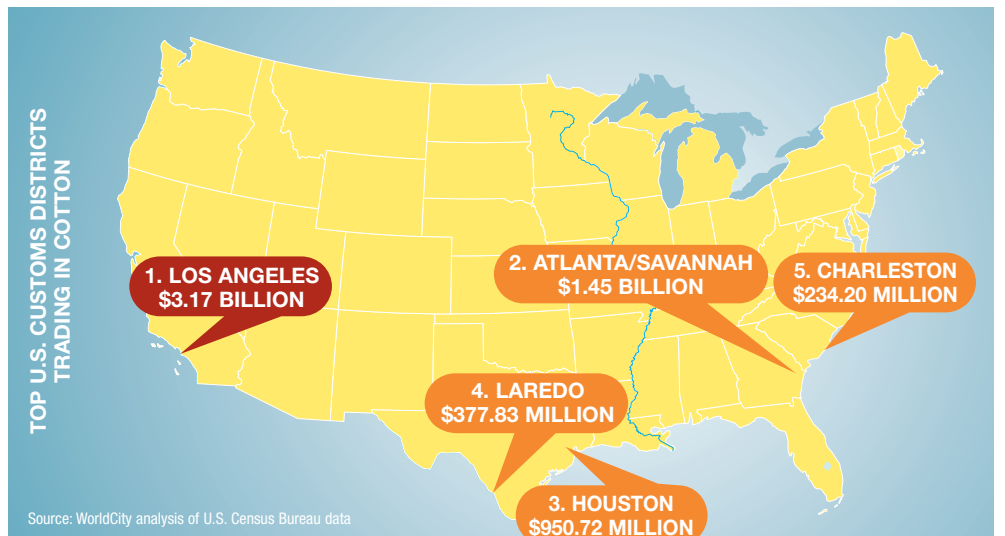 TOP U.S. CUSTOMS DISTRICTS
TRADING IN COTTON
1. LOS ANGELES
$3.17 BILLION
2. ATLANTA/SAVANNAH
$1.45 BILLION
5. CHARLESTON
$234.20 MILLION
4. LAREDO
$377.83 MILLION
3. HOUSTON
$950.72 MILLION
Source: WorldCity analysis of U.S. Census Bureau data